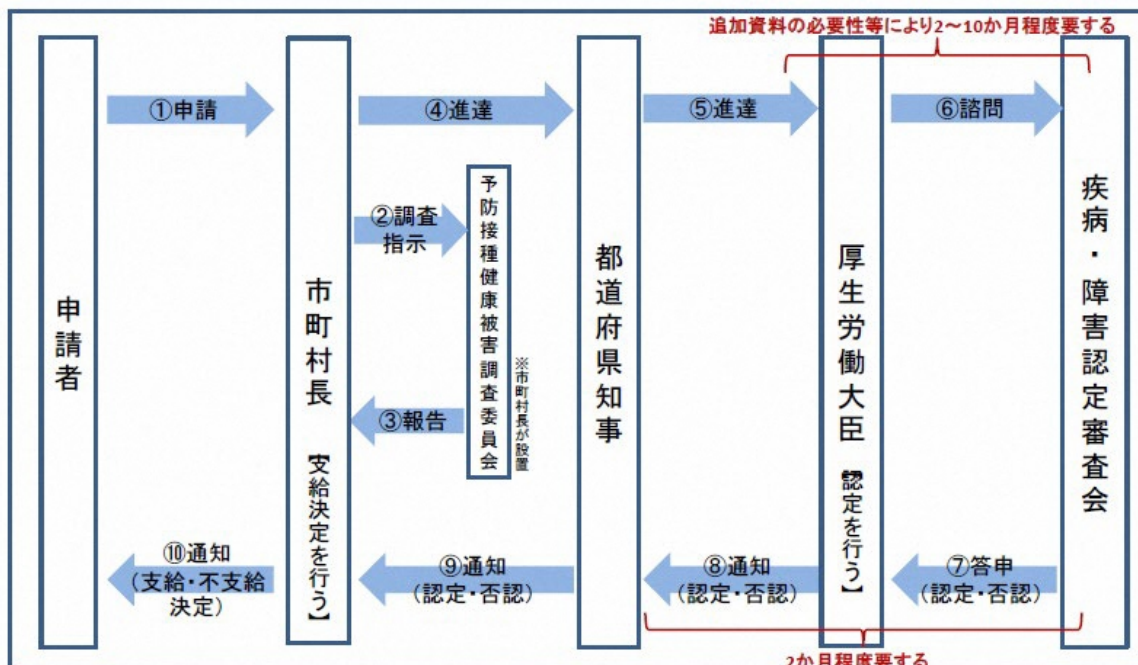 追加資料の必要性等により2～10か月程度要する
①申請
④進達
⑤進達
⑥諮問
②調査
指示
③報告
申請者
市町村長 【支給決定を行う】
予防接種健康被害調査委員会
※市町村長が設置
都道府県知事
厚生労働大臣 【認定を行う】
疾病・障害認定審査会
⑩通知
(支給・不支給
決定)
⑨通知
(認定・否認)
⑧通知
(認定・否認)
⑦答申
(認定・否認)
2か月程度要する